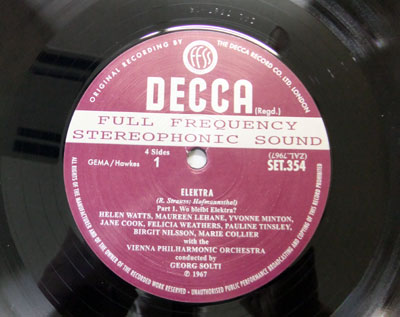 ORIGINAL RECORDING BY
THE DECCA RECORD CO. LTD. LONDON
FFSS
DECCA
(Regd.)
FULL FREQUENCY
STEREOPHONIC SOUND
4 Sides
(ZAL.7967)
GEMA/Hawkes
1
SET.354
ELEKTRA
(R. Strauss: Hofmannsthal)
Part 1. Wo bleibt Elektra?
HELEN WATTS, MAUREEN LEHANE, YVONNE MINTON,
JANE COOK, FELICIA WEATHERS, PAULINE TINSLEY,
BIRGIT NILSSON, MARIE COLLIER
with the
VIENNA PHILHARMONIC ORCHESTRA
conducted by
GEORG SOLTI
℗ 1967
ALL RIGHTS OF THE MANUFACTURER AND OF THE OWNER OF THE RECORDED WORK RESERVED • UNAUTHORISED PUBLIC PERFORMANCE BROADCASTING AND COPYING OF THIS RECORD PROHIBITED